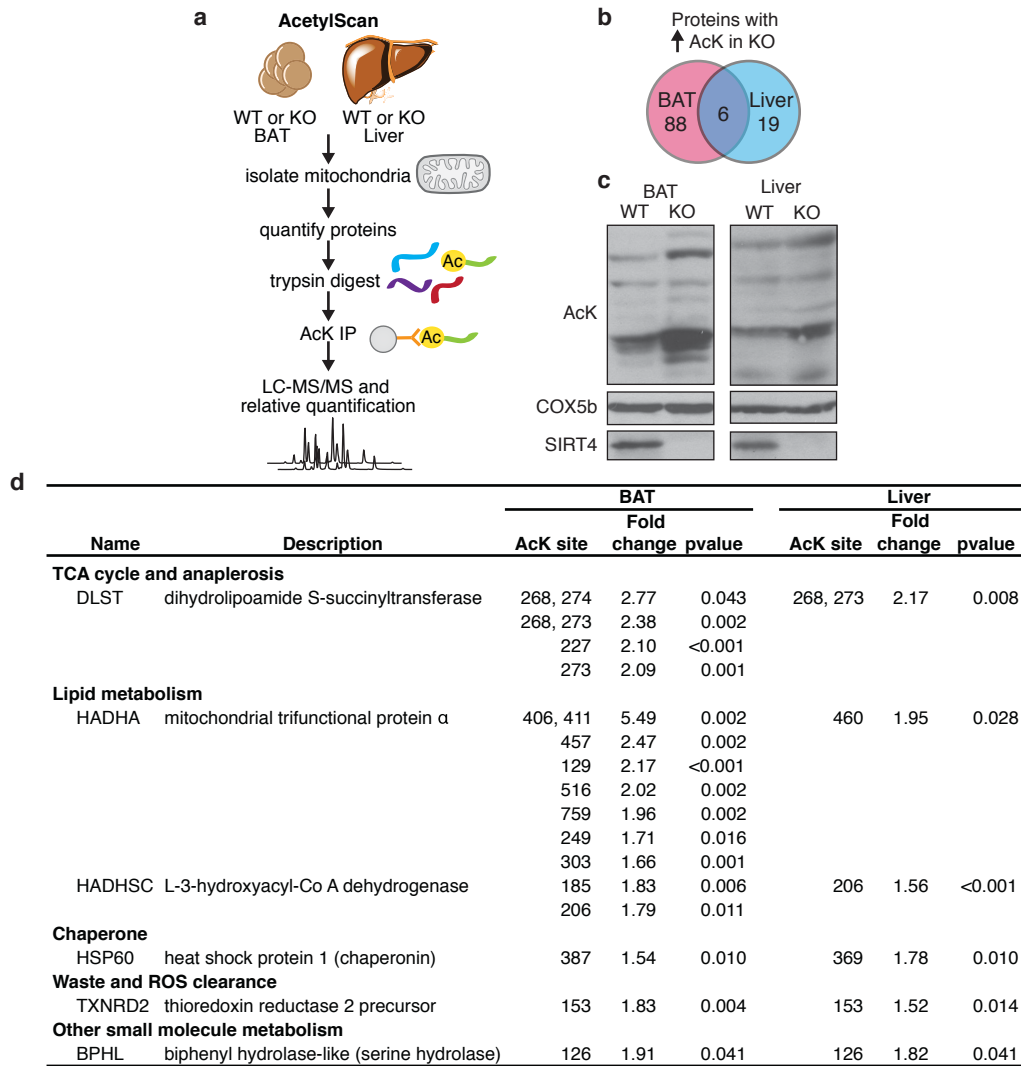 a
AcetylScan
WT or KO
BAT
WT or KO
Liver
isolate mitochondria
quantify proteins
trypsin digest
Ac
AcK IP
Ac
LC-MS/MS and
relative quantification
b
Proteins with
↑ AcK in KO
BAT
88
6
Liver
19
c
BAT Liver
WT KO WT KO
AcK
COX5b
SIRT4
d
BAT Liver
Fold Fold
Name Description AcK site change pvalue AcK site change pvalue
TCA cycle and anaplerosis
DLST dihydrolipoamide S-succinyltransferase 268, 274 2.77 0.043 268, 273 2.17 0.008
268, 273 2.38 0.002
227 2.10 <0.001
273 2.09 0.001
Lipid metabolism
HADHA mitochondrial trifunctional protein α 406, 411 5.49 0.002 460 1.95 0.028
457 2.47 0.002
129 2.17 <0.001
516 2.02 0.002
759 1.96 0.002
249 1.71 0.016
303 1.66 0.001
HADHSC L-3-hydroxyacyl-Co A dehydrogenase 185 1.83 0.006 206 1.56 <0.001
206 1.79 0.011
Chaperone
HSP60 heat shock protein 1 (chaperonin) 387 1.54 0.010 369 1.78 0.010
Waste and ROS clearance
TXNRD2 thioredoxin reductase 2 precursor 153 1.83 0.004 153 1.52 0.014
Other small molecule metabolism
BPHL biphenyl hydrolase-like (serine hydrolase) 126 1.91 0.041 126 1.82 0.041